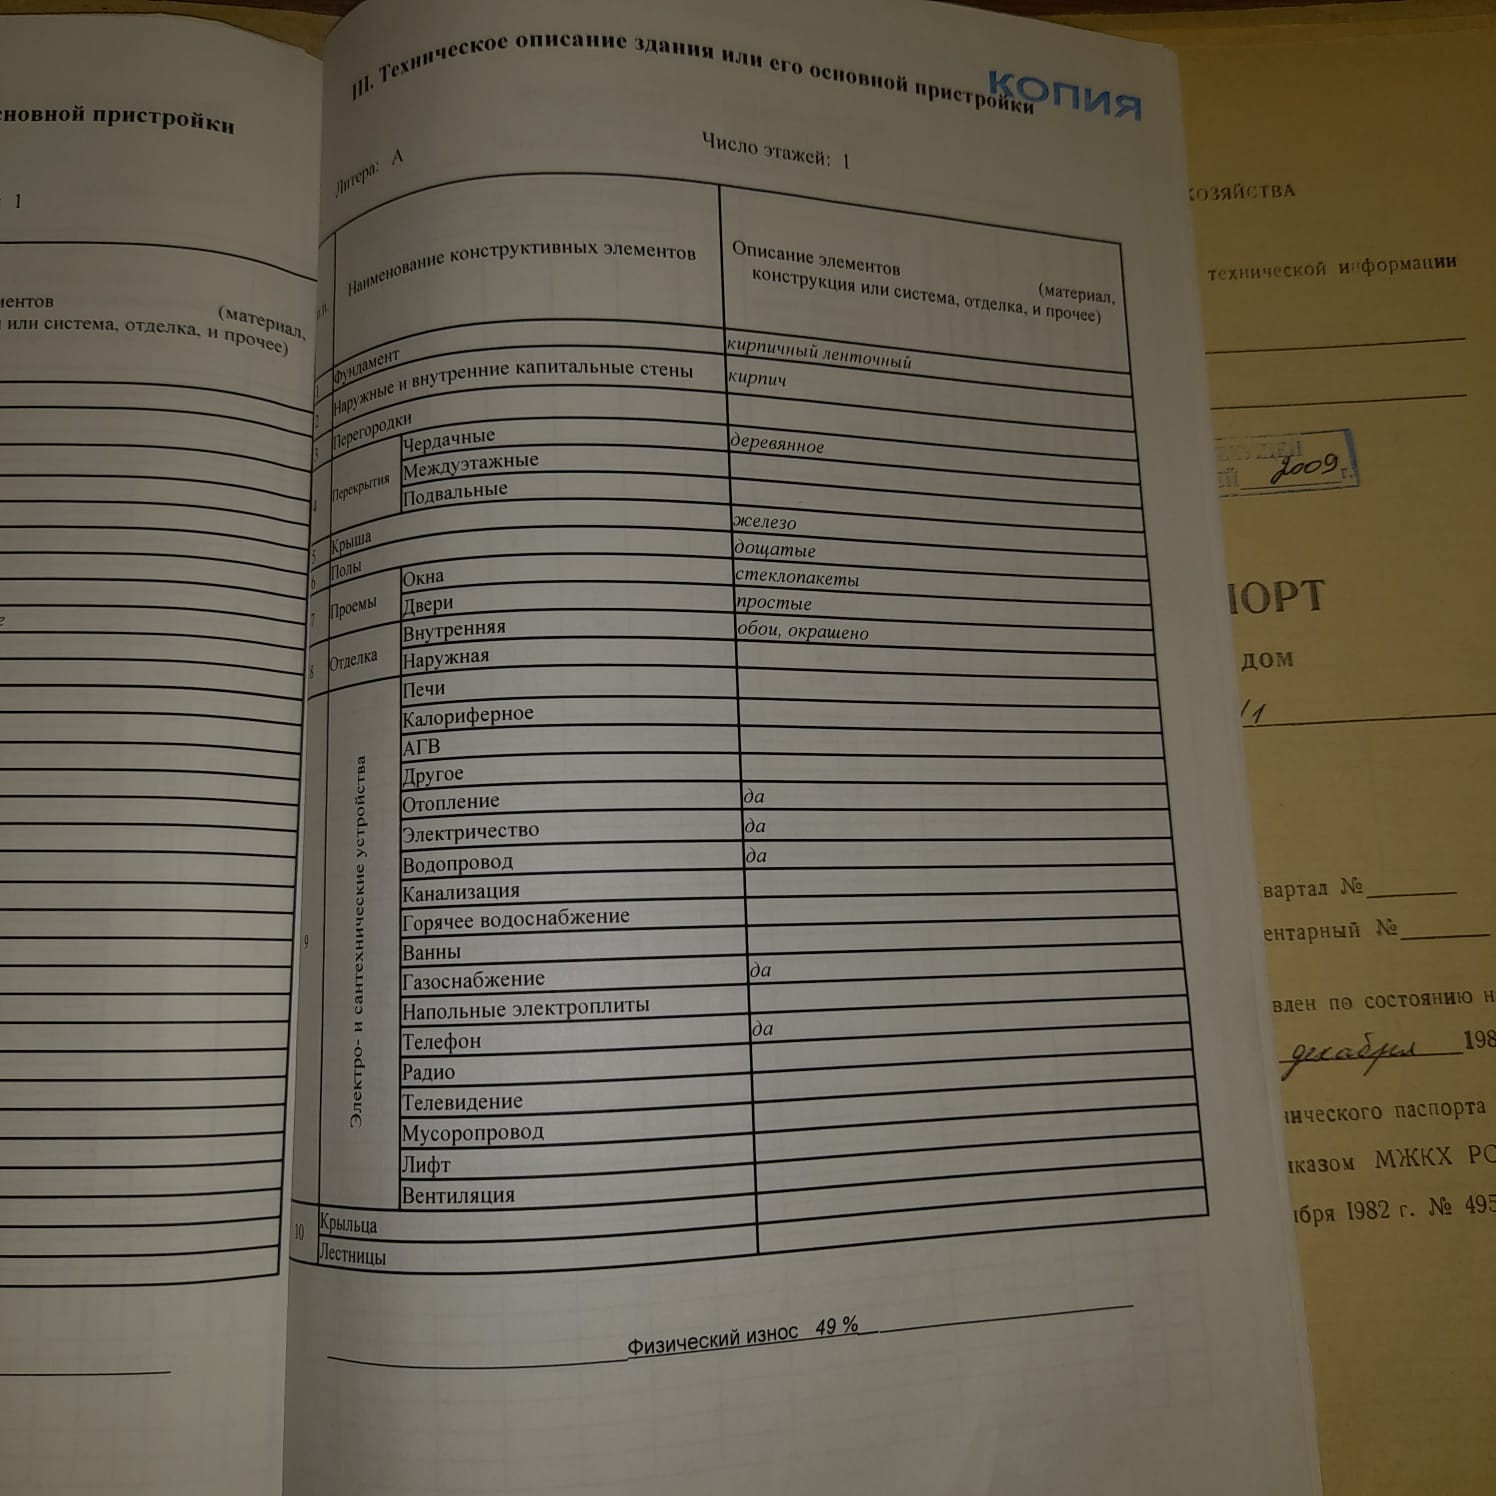 основной пристройки
1
(материал,
или система, отделка, и прочее)
III. Техническое описание здания или его основной пристройки
КОПИЯ
Литера: А
Число этажей: 1
Наименование конструктивных элементов
Описание элементов (материал,
конструкция или система, отделка, и прочее)
1 Фундамент кирпичный ленточный
2 Наружные и внутренние капитальные стены кирпич
3 Перегородки
4 Перекрытия Чердачные деревянное
Междуэтажные
Подвальные
5 Крыша железо
6 Полы дощатые
7 Проемы Окна стеклопакеты
Двери простые
8 Отделка Внутренняя обои, окрашено
Наружная
9 Электро- и сантехнические устройства
Печи
Калориферное
АГВ
Другое
Отопление да
Электричество да
Водопровод да
Канализация
Горячее водоснабжение
Ванны
Газоснабжение да
Напольные электроплиты
Телефон да
Радио
Телевидение
Мусоропровод
Лифт
Вентиляция
10 Крыльца
Лестницы
Физический износ 49 %
ХОЗЯЙСТВА
технической информации
2009 г.
ПОРТ
ДОМ
/1
квартал №
ентарный №
влен по состоянию н
декабря 198
нического паспорта
иказом МЖКХ РС
ября 1982 г. № 495